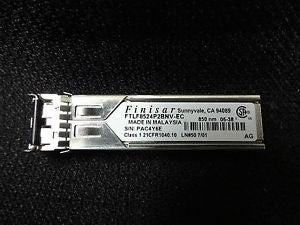 Finisar Sunnyvale, CA 94089
FTLF8524P2BNV-EC 850 nm 06-38
MADE IN MALAYSIA
S/N: PAC4Y6E
Class 1 21CFR1040.10 LN#50 7/01 AG